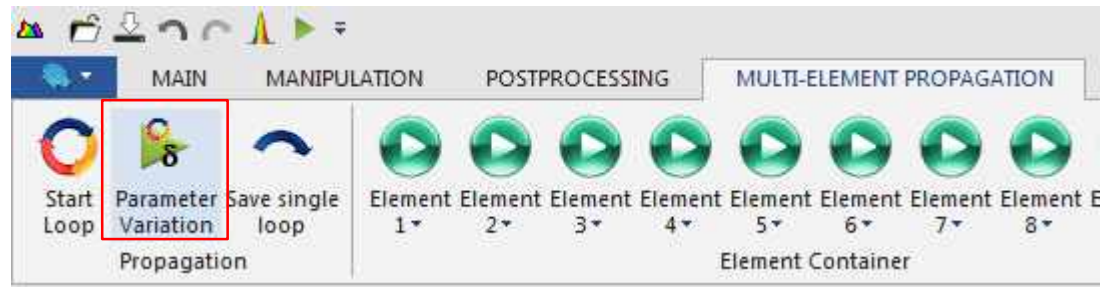 MAIN MANIPULATION POSTPROCESSING MULTI-ELEMENT PROPAGATION
δ
Start Parameter Save single Element Element Element Element Element Element Element Element E
Loop Variation loop 1 2 3 4 5 6 7 8
Propagation Element Container